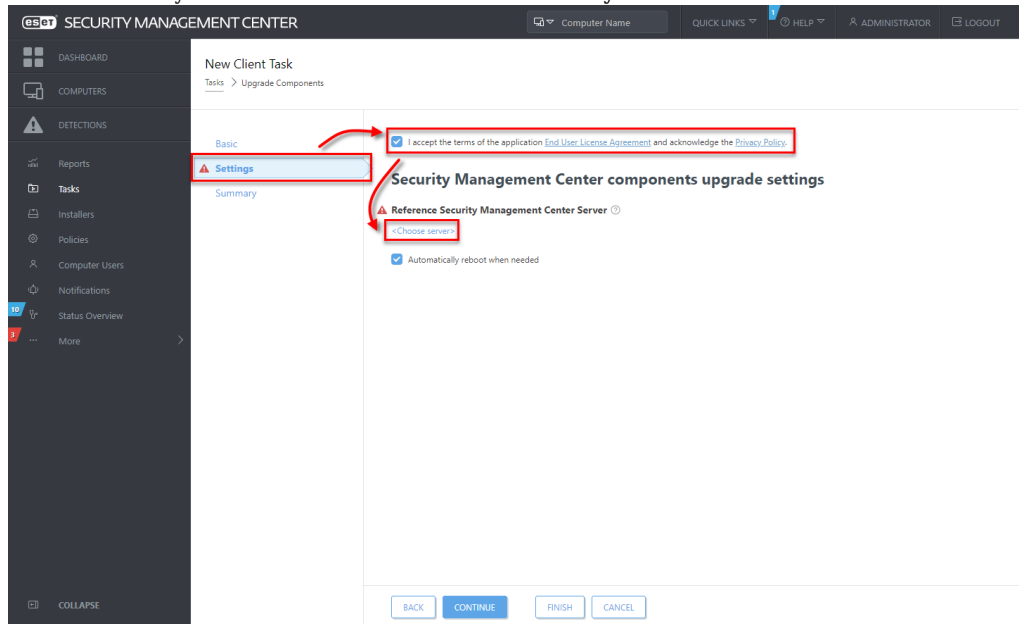 eseT SECURITY MANAGEMENT CENTER
Computer Name
QUICK LINKS
1
HELP
ADMINISTRATOR
LOGOUT
DASHBOARD
COMPUTERS
DETECTIONS
Reports
Tasks
Installers
Policies
Computer Users
Notifications
10
Status Overview
3
More
COLLAPSE
New Client Task
Tasks > Upgrade Components
Basic
Settings
Summary
I accept the terms of the application End User License Agreement and acknowledge the Privacy Policy.
Security Management Center components upgrade settings
Reference Security Management Center Server
<Choose server>
Automatically reboot when needed
BACK
CONTINUE
FINISH
CANCEL